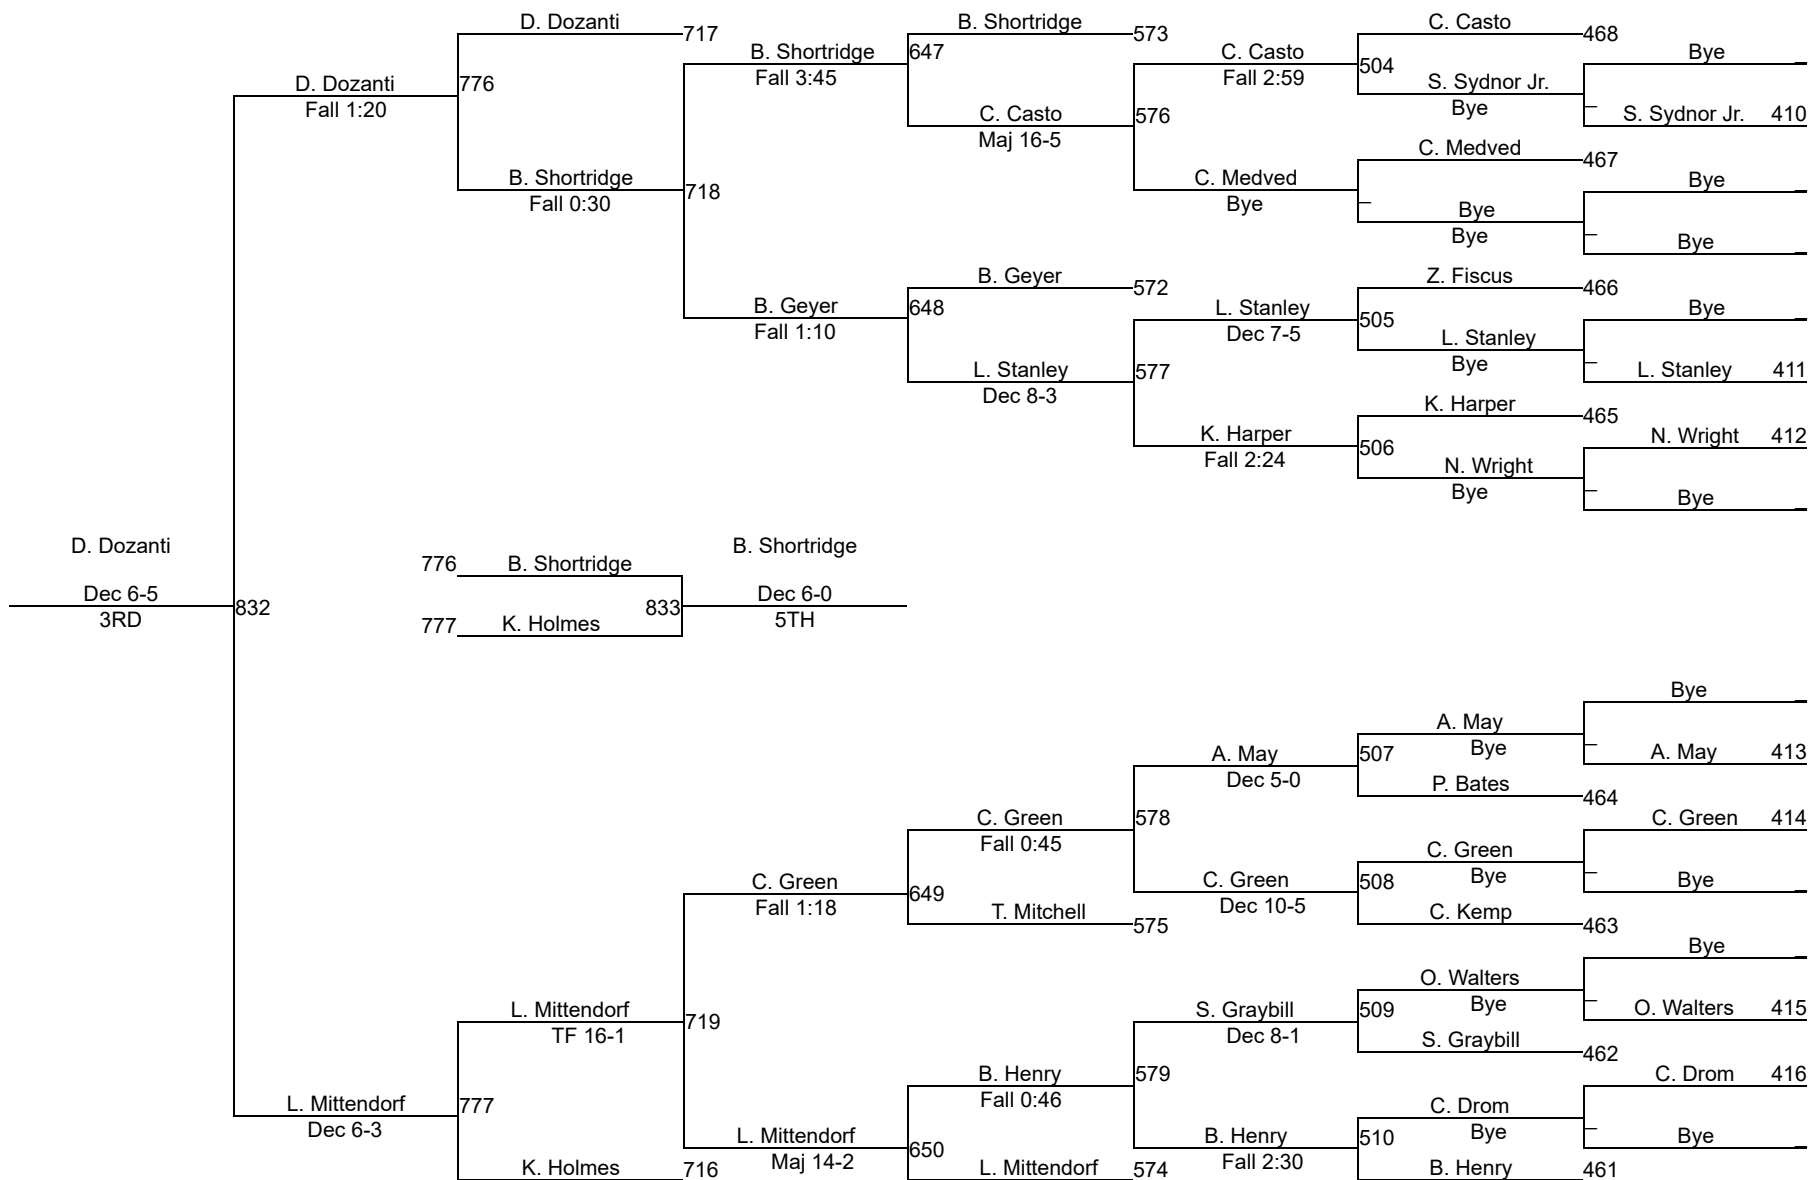 D. Dozanti
717
B. Shortridge
573
C. Casto
468
B. Shortridge
Fall 3:45
647
C. Casto
Fall 2:59
504
Bye
D. Dozanti
Fall 1:20
776
S. Sydnor Jr.
Bye
C. Casto
Maj 16-5
576
S. Sydnor Jr. 410
C. Medved
467
B. Shortridge
Fall 0:30
718
C. Medved
Bye
Bye
Bye
Bye
Bye
B. Geyer
572
Z. Fiscus
466
B. Geyer
Fall 1:10
648
L. Stanley
Dec 7-5
505
Bye
L. Stanley
Bye
L. Stanley
Dec 8-3
577
L. Stanley 411
K. Harper
465
K. Harper
Fall 2:24
506
N. Wright 412
N. Wright
Bye
Bye
D. Dozanti
Dec 6-5
3RD
832
776
B. Shortridge
777
K. Holmes
833
B. Shortridge
Dec 6-0
5TH
Bye
A. May
Bye
A. May
Dec 5-0
507
A. May 413
P. Bates
464
C. Green
Fall 0:45
578
C. Green 414
C. Green
Bye
C. Green
Fall 1:18
649
C. Green
Dec 10-5
508
Bye
T. Mitchell
575
C. Kemp
463
Bye
O. Walters
Bye
L. Mittendorf
TF 16-1
719
S. Graybill
Dec 8-1
509
O. Walters 415
S. Graybill
462
B. Henry
Fall 0:46
579
C. Drom 416
L. Mittendorf
Dec 6-3
777
C. Drom
Bye
L. Mittendorf
Maj 14-2
650
B. Henry
Fall 2:30
510
Bye
K. Holmes
716
L. Mittendorf
574
B. Henry
461